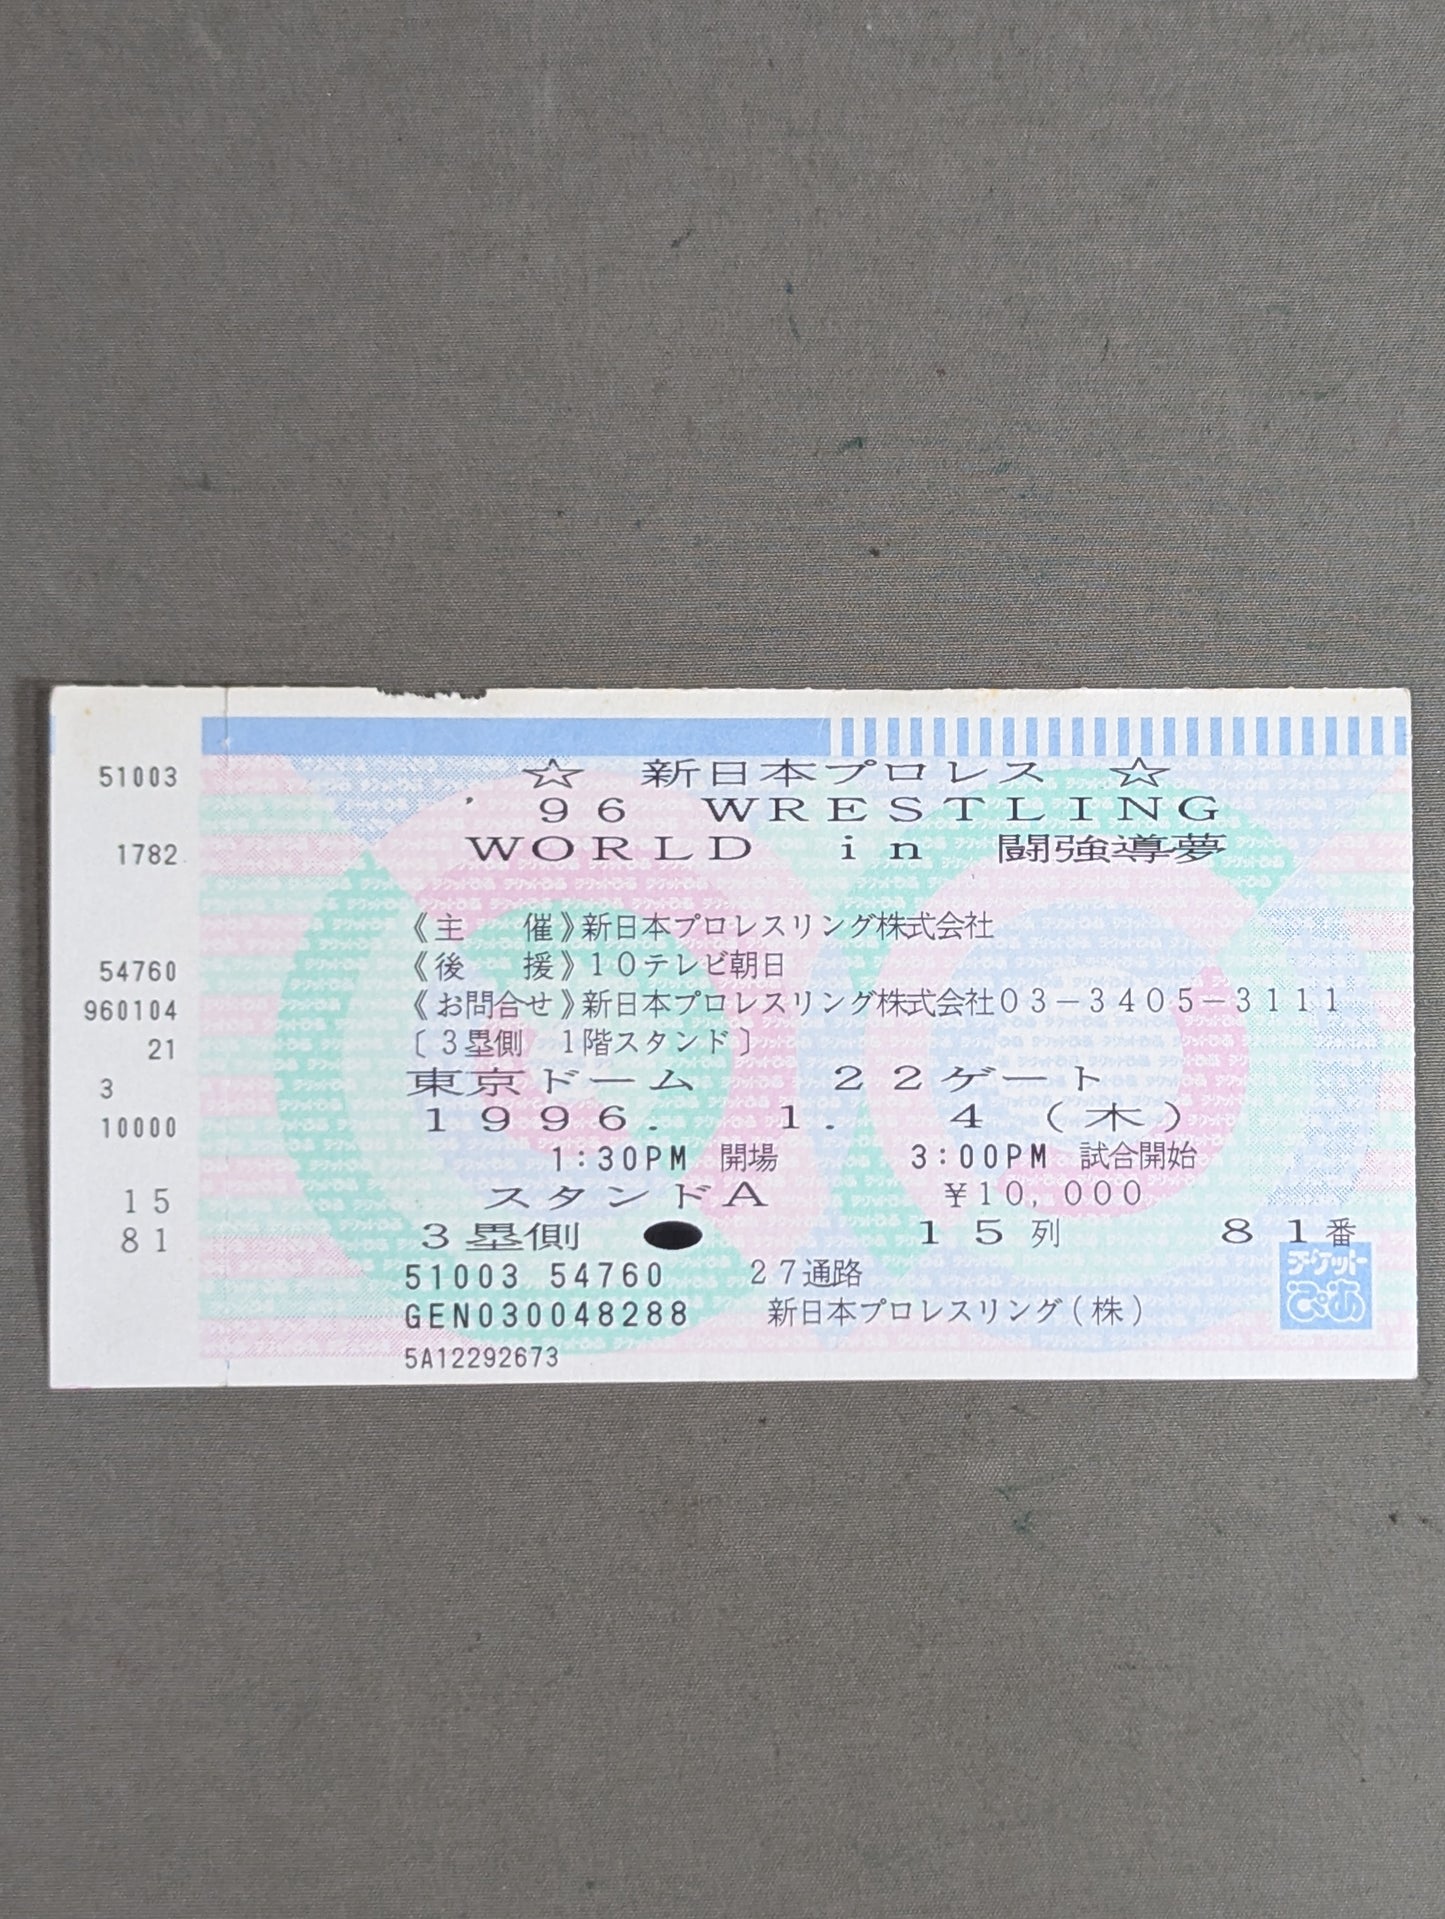 51003
1782
54760
960104
21
3
10000
15
81
☆ 新日本プロレス ☆
'96 WRESTLING
WORLD in 闘強導夢
《主 催》新日本プロレスリング株式会社
《後 援》10テレビ朝日
《お問合せ》新日本プロレスリング株式会社03-3405-3111
〔3塁側 1階スタンド〕
東京ドーム 22ゲート
1996. 1. 4(木)
1:30PM 開場 3:00PM 試合開始
スタンドA ¥10,000
3塁側 15列 81番
51003 54760 27通路
GEN030048288 新日本プロレスリング(株)
5A12292673
チケット
ぴあ